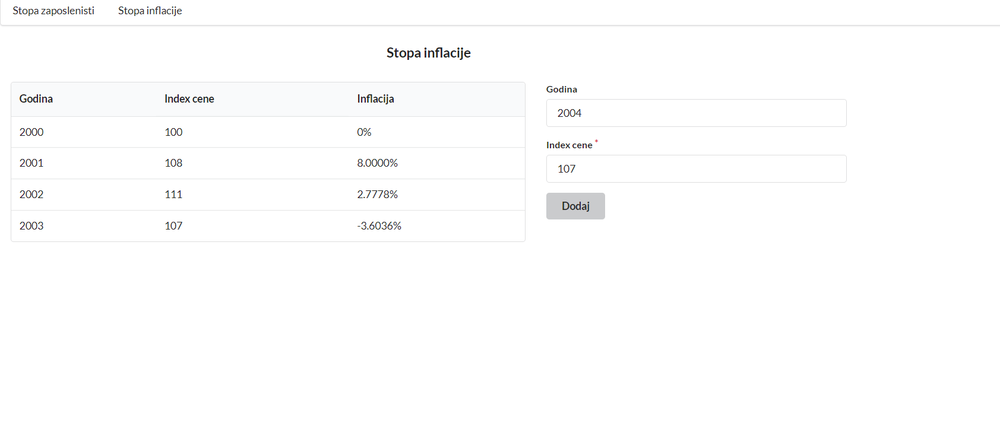 Stopa zaposlenisti Stopa inflacije
Stopa inflacije
Godina Index cene Inflacija
2000 100 0%
2001 108 8.0000%
2002 111 2.7778%
2003 107 -3.6036%
Godina
2004
Index cene *
107
Dodaj